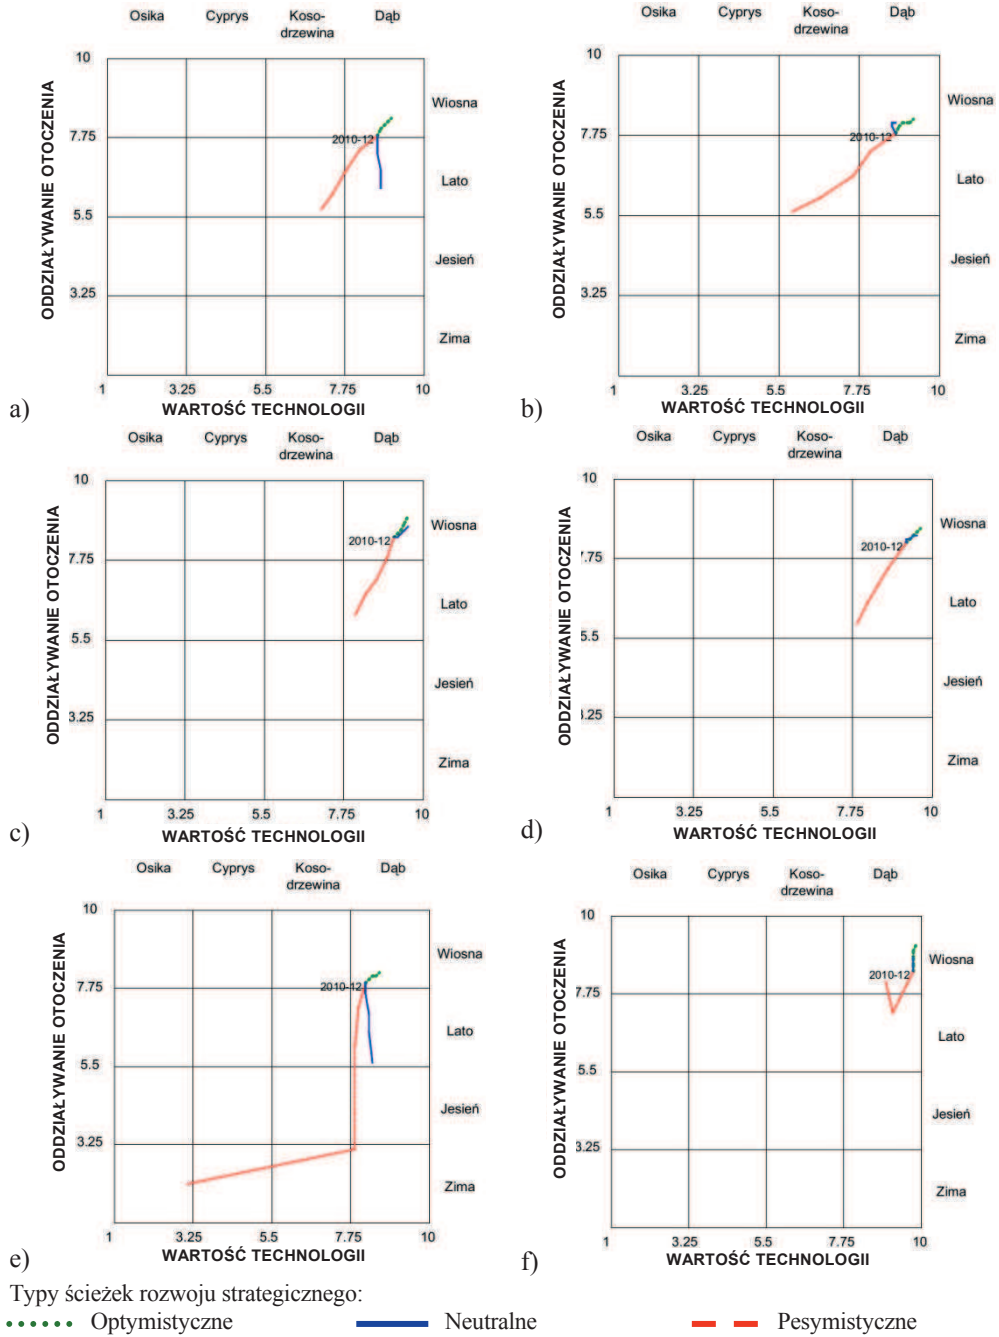 Osika Cyprys Koso- Dąb
drzewina
10
7.75
5.5
3.25
1 3.25 5.5 7.75 10
ODDZIAŁYWANIE OTOCZENIA
2010-12
Wiosna
Lato
Jesień
Zima
a) WARTOŚĆ TECHNOLOGII
Osika Cyprys Koso- Dąb
drzewina
10
7.75
5.5
3.25
1 3.25 5.5 7.75 10
ODDZIAŁYWANIE OTOCZENIA
2010-12
Wiosna
Lato
Jesień
Zima
b) WARTOŚĆ TECHNOLOGII
Osika Cyprys Koso- Dąb
drzewina
10
7.75
5.5
3.25
1 3.25 5.5 7.75 10
ODDZIAŁYWANIE OTOCZENIA
2010-12
Wiosna
Lato
Jesień
Zima
c) WARTOŚĆ TECHNOLOGII
Osika Cyprys Koso- Dąb
drzewina
10
7.75
5.5
3.25
1 3.25 5.5 7.75 10
ODDZIAŁYWANIE OTOCZENIA
2010-12
Wiosna
Lato
Jesień
Zima
d) WARTOŚĆ TECHNOLOGII
Osika Cyprys Koso- Dąb
drzewina
10
7.75
5.5
3.25
1 3.25 5.5 7.75 10
ODDZIAŁYWANIE OTOCZENIA
2010-12
Wiosna
Lato
Jesień
Zima
e) WARTOŚĆ TECHNOLOGII
Osika Cyprys Koso- Dąb
drzewina
10
7.75
5.5
3.25
1 3.25 5.5 7.75 10
ODDZIAŁYWANIE OTOCZENIA
2010-12
Wiosna
Lato
Jesień
Zima
f) WARTOŚĆ TECHNOLOGII
Typy ścieżek rozwoju strategicznego:
Optymistyczne Neutralne Pesymistyczne